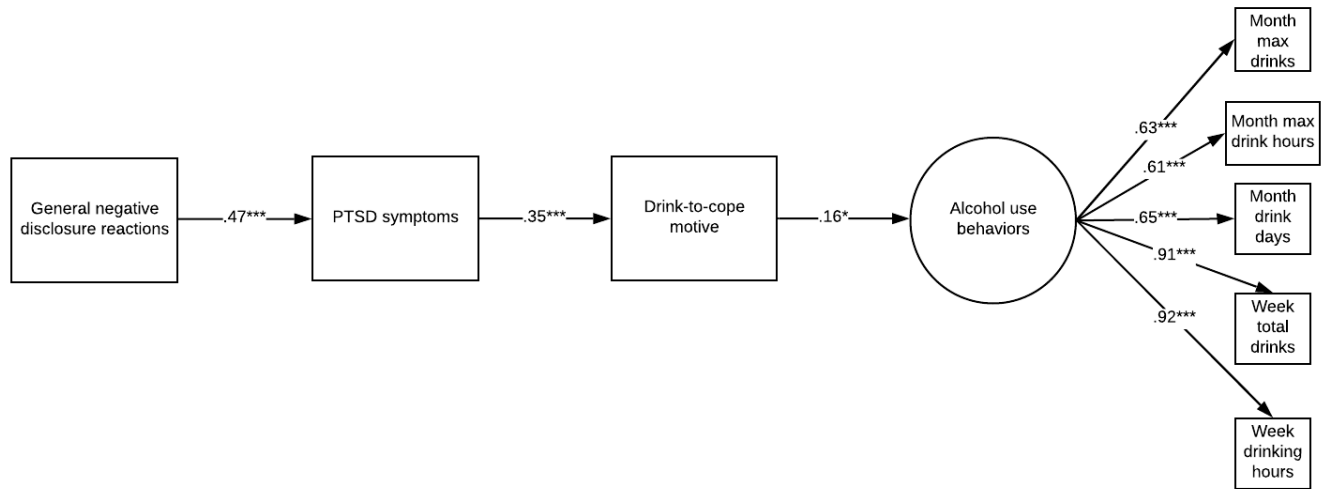 General negative
disclosure reactions
.47***
PTSD symptoms
.35***
Drink-to-cope
motive
.16*
Alcohol use
behaviors
.63***
.61***
.65***
.91***
.92***
Month
max
drinks
Month max
drink hours
Month
drink
days
Week
total
drinks
Week
drinking
hours